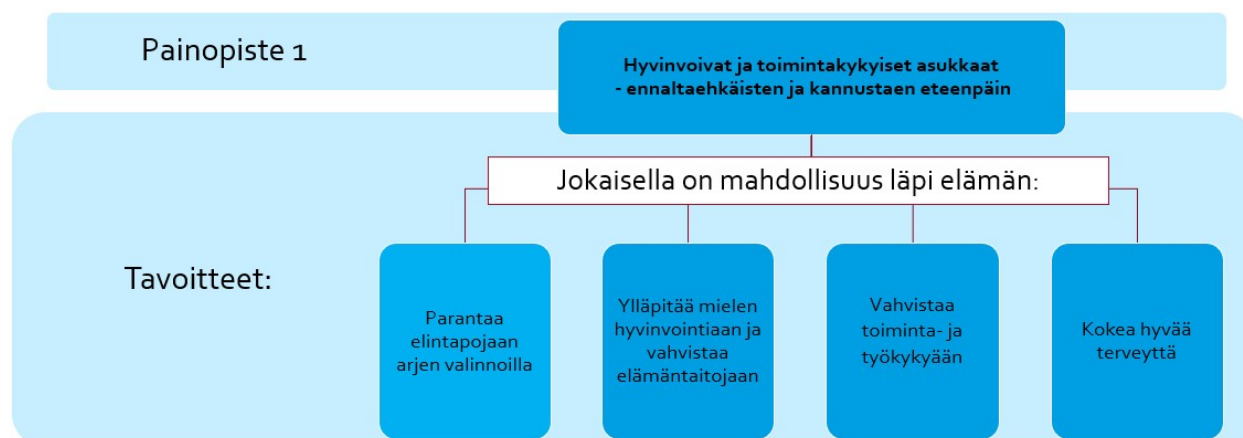 Painopiste 1
Hyvinvoivat ja toimintakykyiset asukkaat
- ennaltaehkäisten ja kannustaen eteenpäin
Jokaisella on mahdollisuus läpi elämän:
Tavoitteet:
Parantaa
elintapojaan
arjen valinnoilla
Ylläpitää mielen
hyvinvointiaan ja
vahvistaa
elämäntaitojaan
Vahvistaa
toiminta- ja
työkykyään
Kokea hyvää
terveyttä